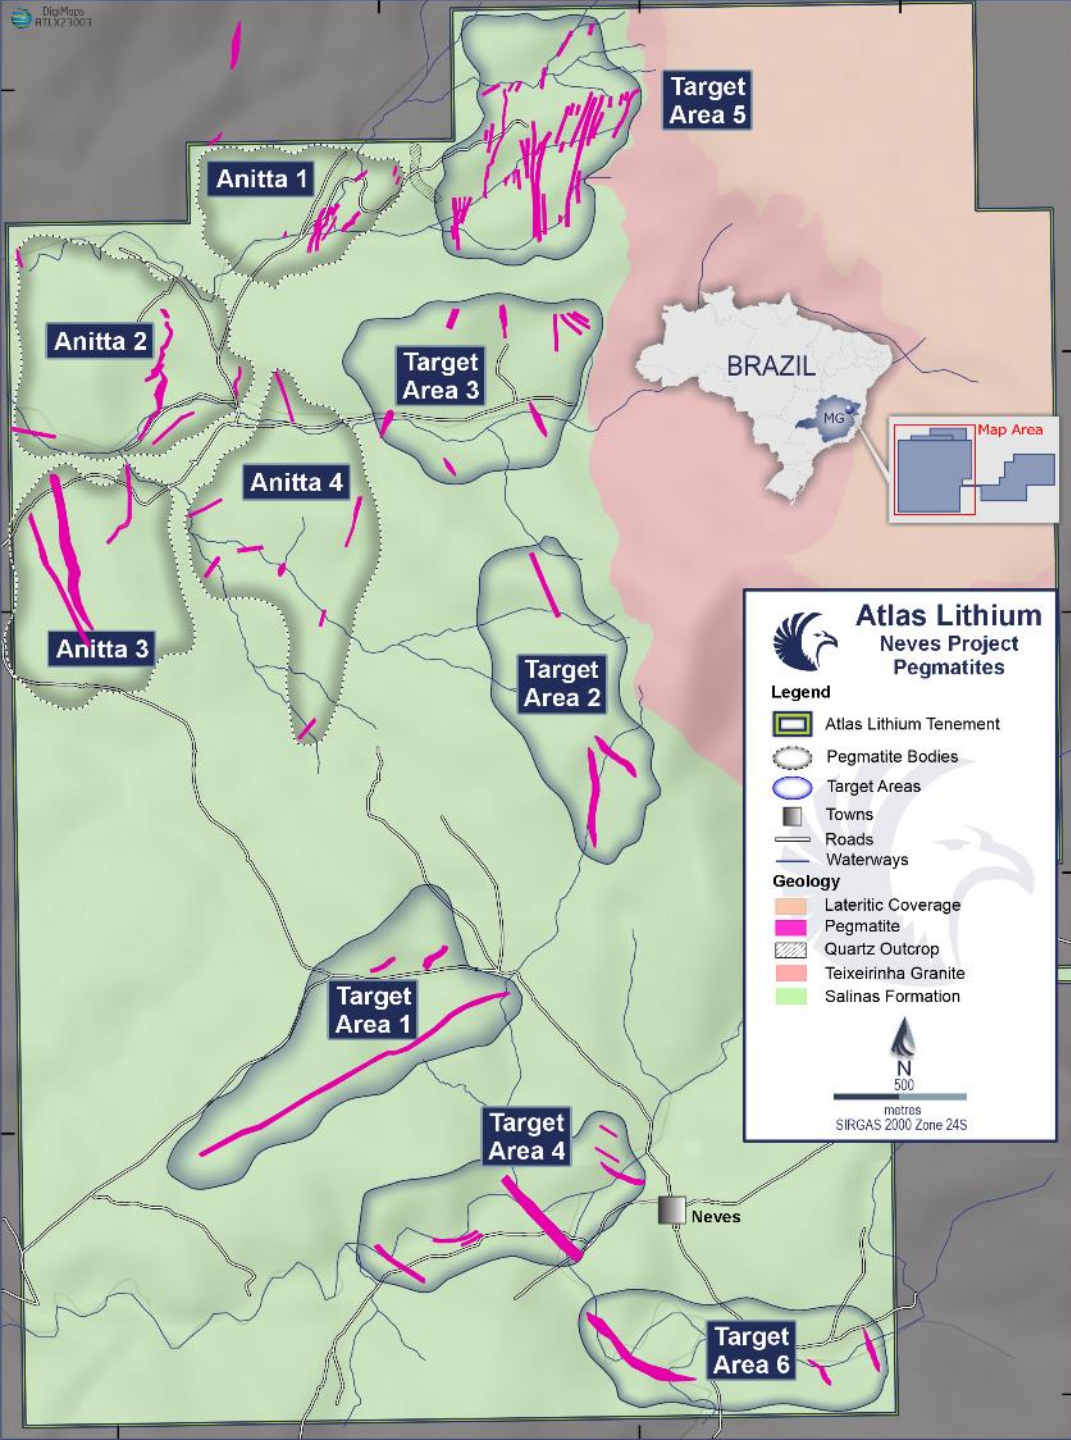 DigiMaps
ATLX23003
Target
Area 5
Anitta 1
Anitta 2
Target
Area 3
BRAZIL
MG
Map Area
Anitta 4
Anitta 3
Target
Area 2
Target
Area 1
Target
Area 4
Neves
Target
Area 6
Atlas Lithium
Neves Project
Pegmatites
Legend
Atlas Lithium Tenement
Pegmatite Bodies
Target Areas
Towns
Roads
Waterways
Geology
Lateritic Coverage
Pegmatite
Quartz Outcrop
Teixeirinha Granite
Salinas Formation
N
500
metres
SIRGAS 2000 Zone 24S